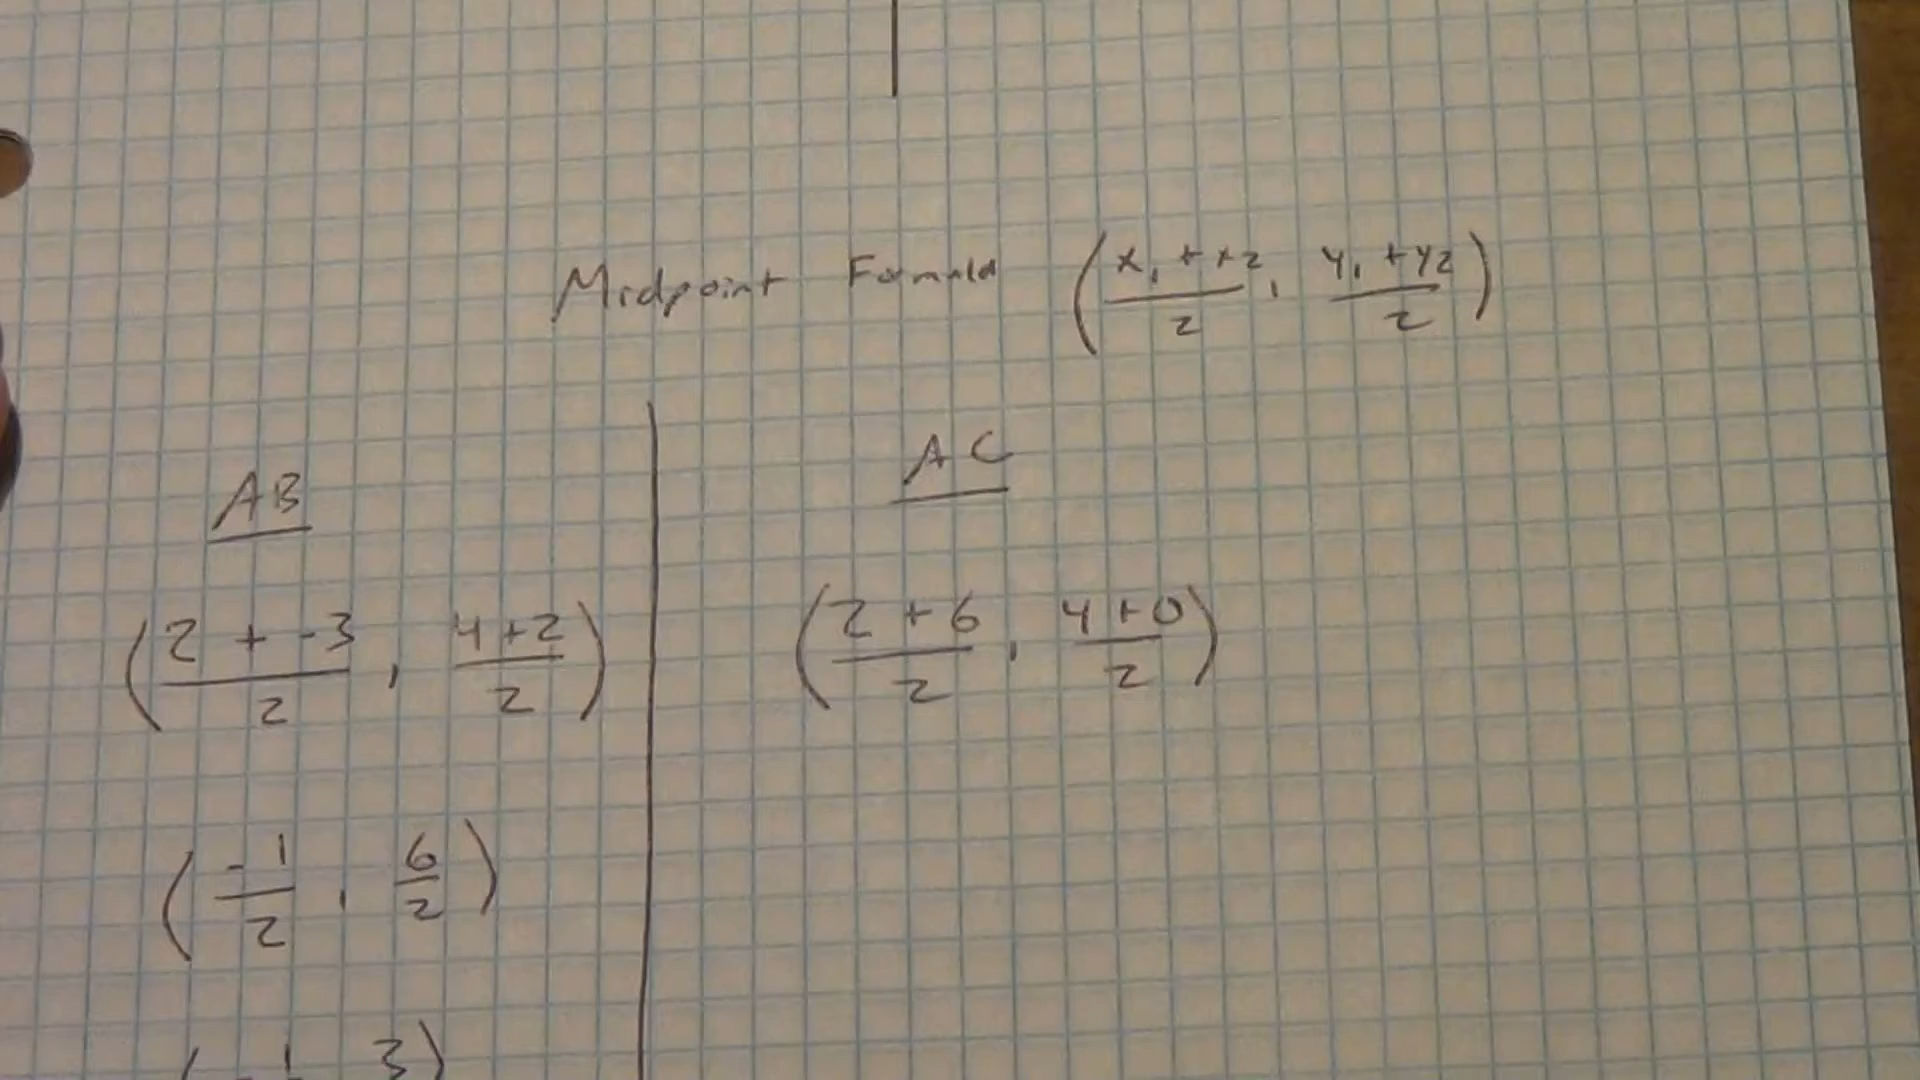 Midpoint Formula (x₁ + x₂ / 2, y₁ + y₂ / 2)
AB
(2 + -3 / 2, 4+2 / 2)
(-1 / 2, 6 / 2)
AC
(2 + 6 / 2, 4 + 0 / 2)